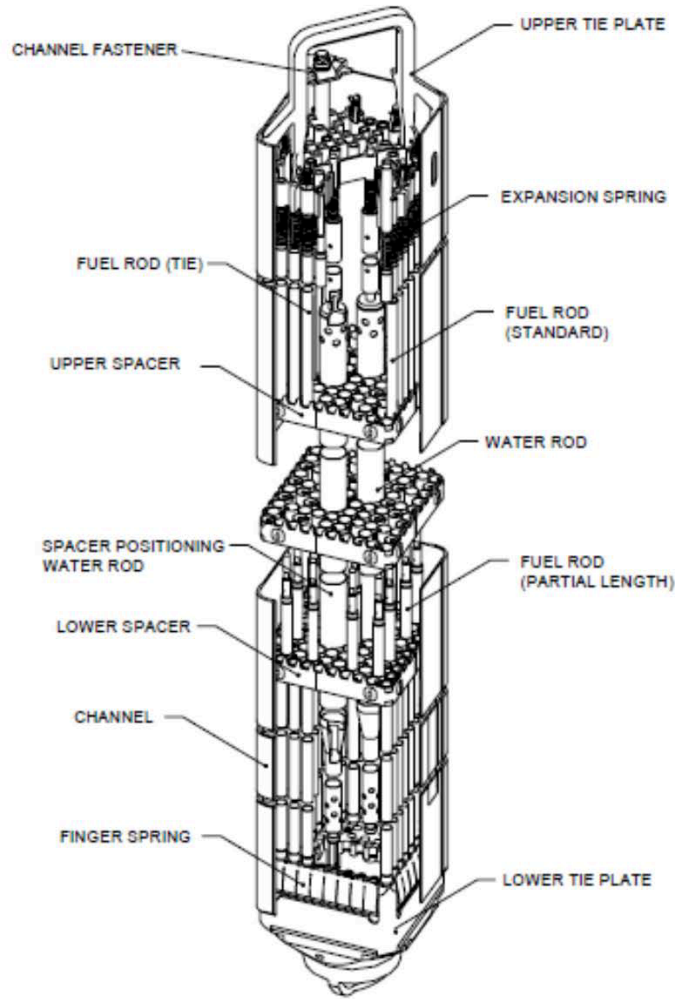 UPPER TIE PLATE
CHANNEL FASTENER
EXPANSION SPRING
FUEL ROD (TIE)
FUEL ROD
(STANDARD)
UPPER SPACER
WATER ROD
SPACER POSITIONING
WATER ROD
FUEL ROD
(PARTIAL LENGTH)
LOWER SPACER
CHANNEL
FINGER SPRING
LOWER TIE PLATE